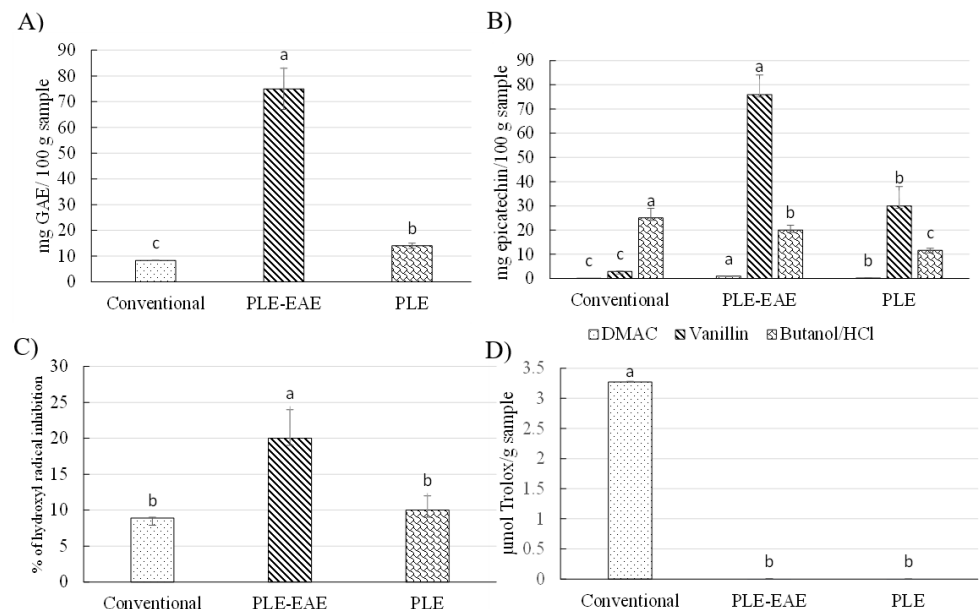 A)
mg GAE/ 100 g sample
90
80
70
60
50
40
30
20
10
0
c
a
b
Conventional
PLE-EAE
PLE
B)
mg epicatechin/100 g sample
90
80
70
60
50
40
30
20
10
0
c
c
a
a
a
b
b
b
c
Conventional
PLE-EAE
PLE
DMAC
Vanillin
Butanol/HCl
C)
% of hydroxyl radical inhibition
30
25
20
15
10
5
0
b
a
b
Conventional
PLE-EAE
PLE
D)
µmol Trolox/g sample
3.5
3
2.5
2
1.5
1
0.5
0
a
b
b
Conventional
PLE-EAE
PLE